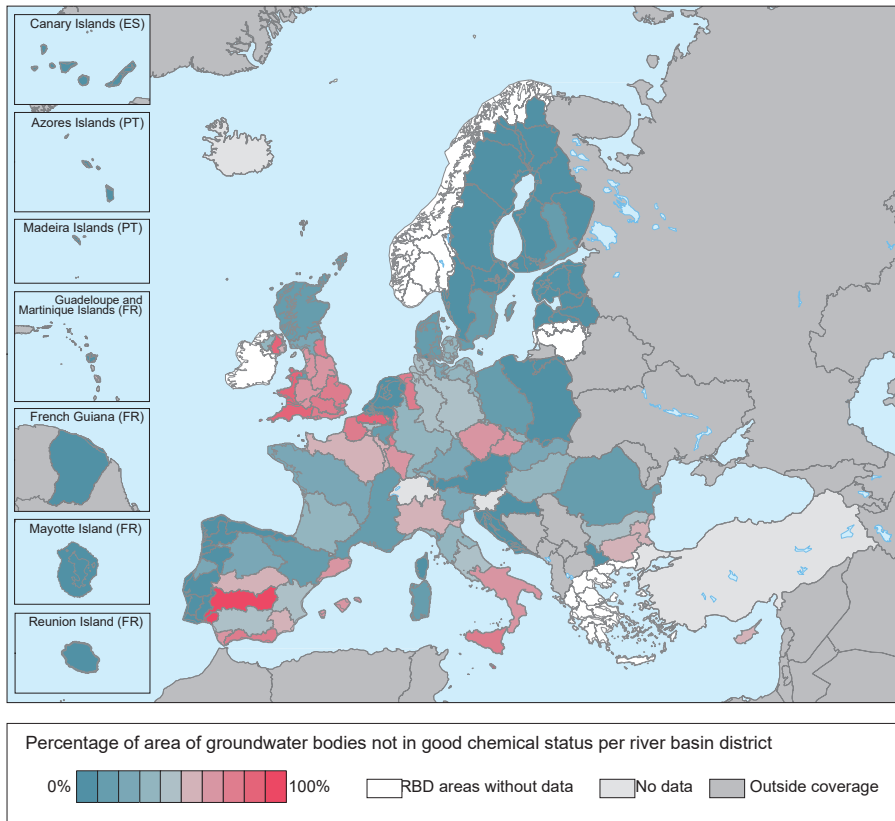 Canary Islands (ES)
Azores Islands (PT)
Madeira Islands (PT)
Guadeloupe and
Martinique Islands (FR)
French Guiana (FR)
Mayotte Island (FR)
Reunion Island (FR)
Percentage of area of groundwater bodies not in good chemical status per river basin district
0% 100% RBD areas without data No data Outside coverage